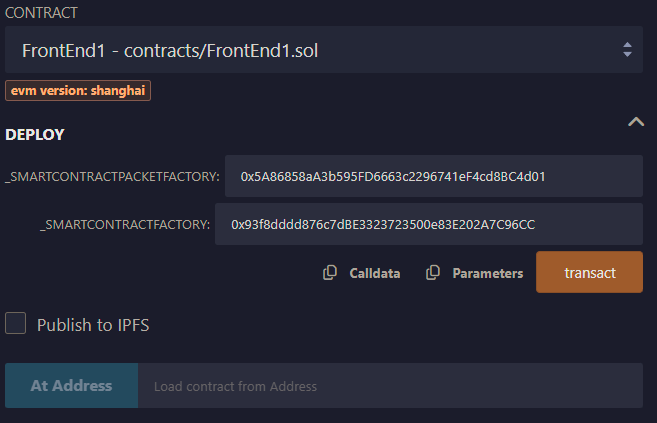 CONTRACT
FrontEnd1 - contracts/FrontEnd1.sol
evm version: shanghai
DEPLOY
_SMARTCONTRACTPACKETFACTORY: 0x5A86858aA3b595FD6663c2296741eF4cd8BC4d01
_SMARTCONTRACTFACTORY: 0x93f8dddd876c7dBE3323723500e83E202A7C96CC
Calldata Parameters transact
Publish to IPFS
At Address Load contract from Address